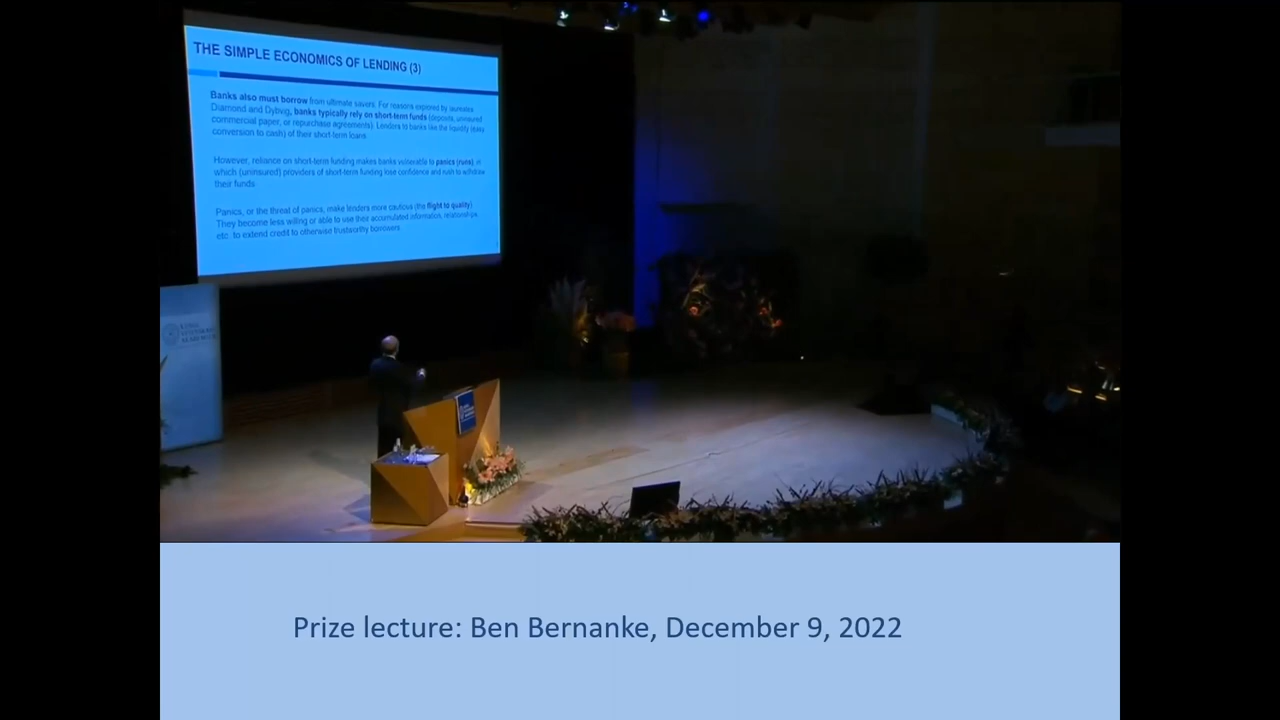 THE SIMPLE ECONOMICS OF LENDING (3)
Banks also must borrow from ultimate savers. For reasons explored by laureates
Diamond and Dybvig, banks typically rely on short-term funds (deposits, uninsured
commercial paper, or repurchase agreements). Lenders to banks like the liquidity (easy
conversion to cash) of their short-term loans
However, reliance on short-term funding makes banks vulnerable to panics (runs), in
which (uninsured) providers of short-term funding lose confidence and rush to withdraw
their funds
Panics, or the threat of panics, make lenders more cautious (the flight to quality)
They become less willing or able to use their accumulated information, relationships,
etc. to extend credit to otherwise trustworthy borrowers
KUNGL.
VETENSKAPS
AKADEMIEN
Prize lecture: Ben Bernanke, December 9, 2022